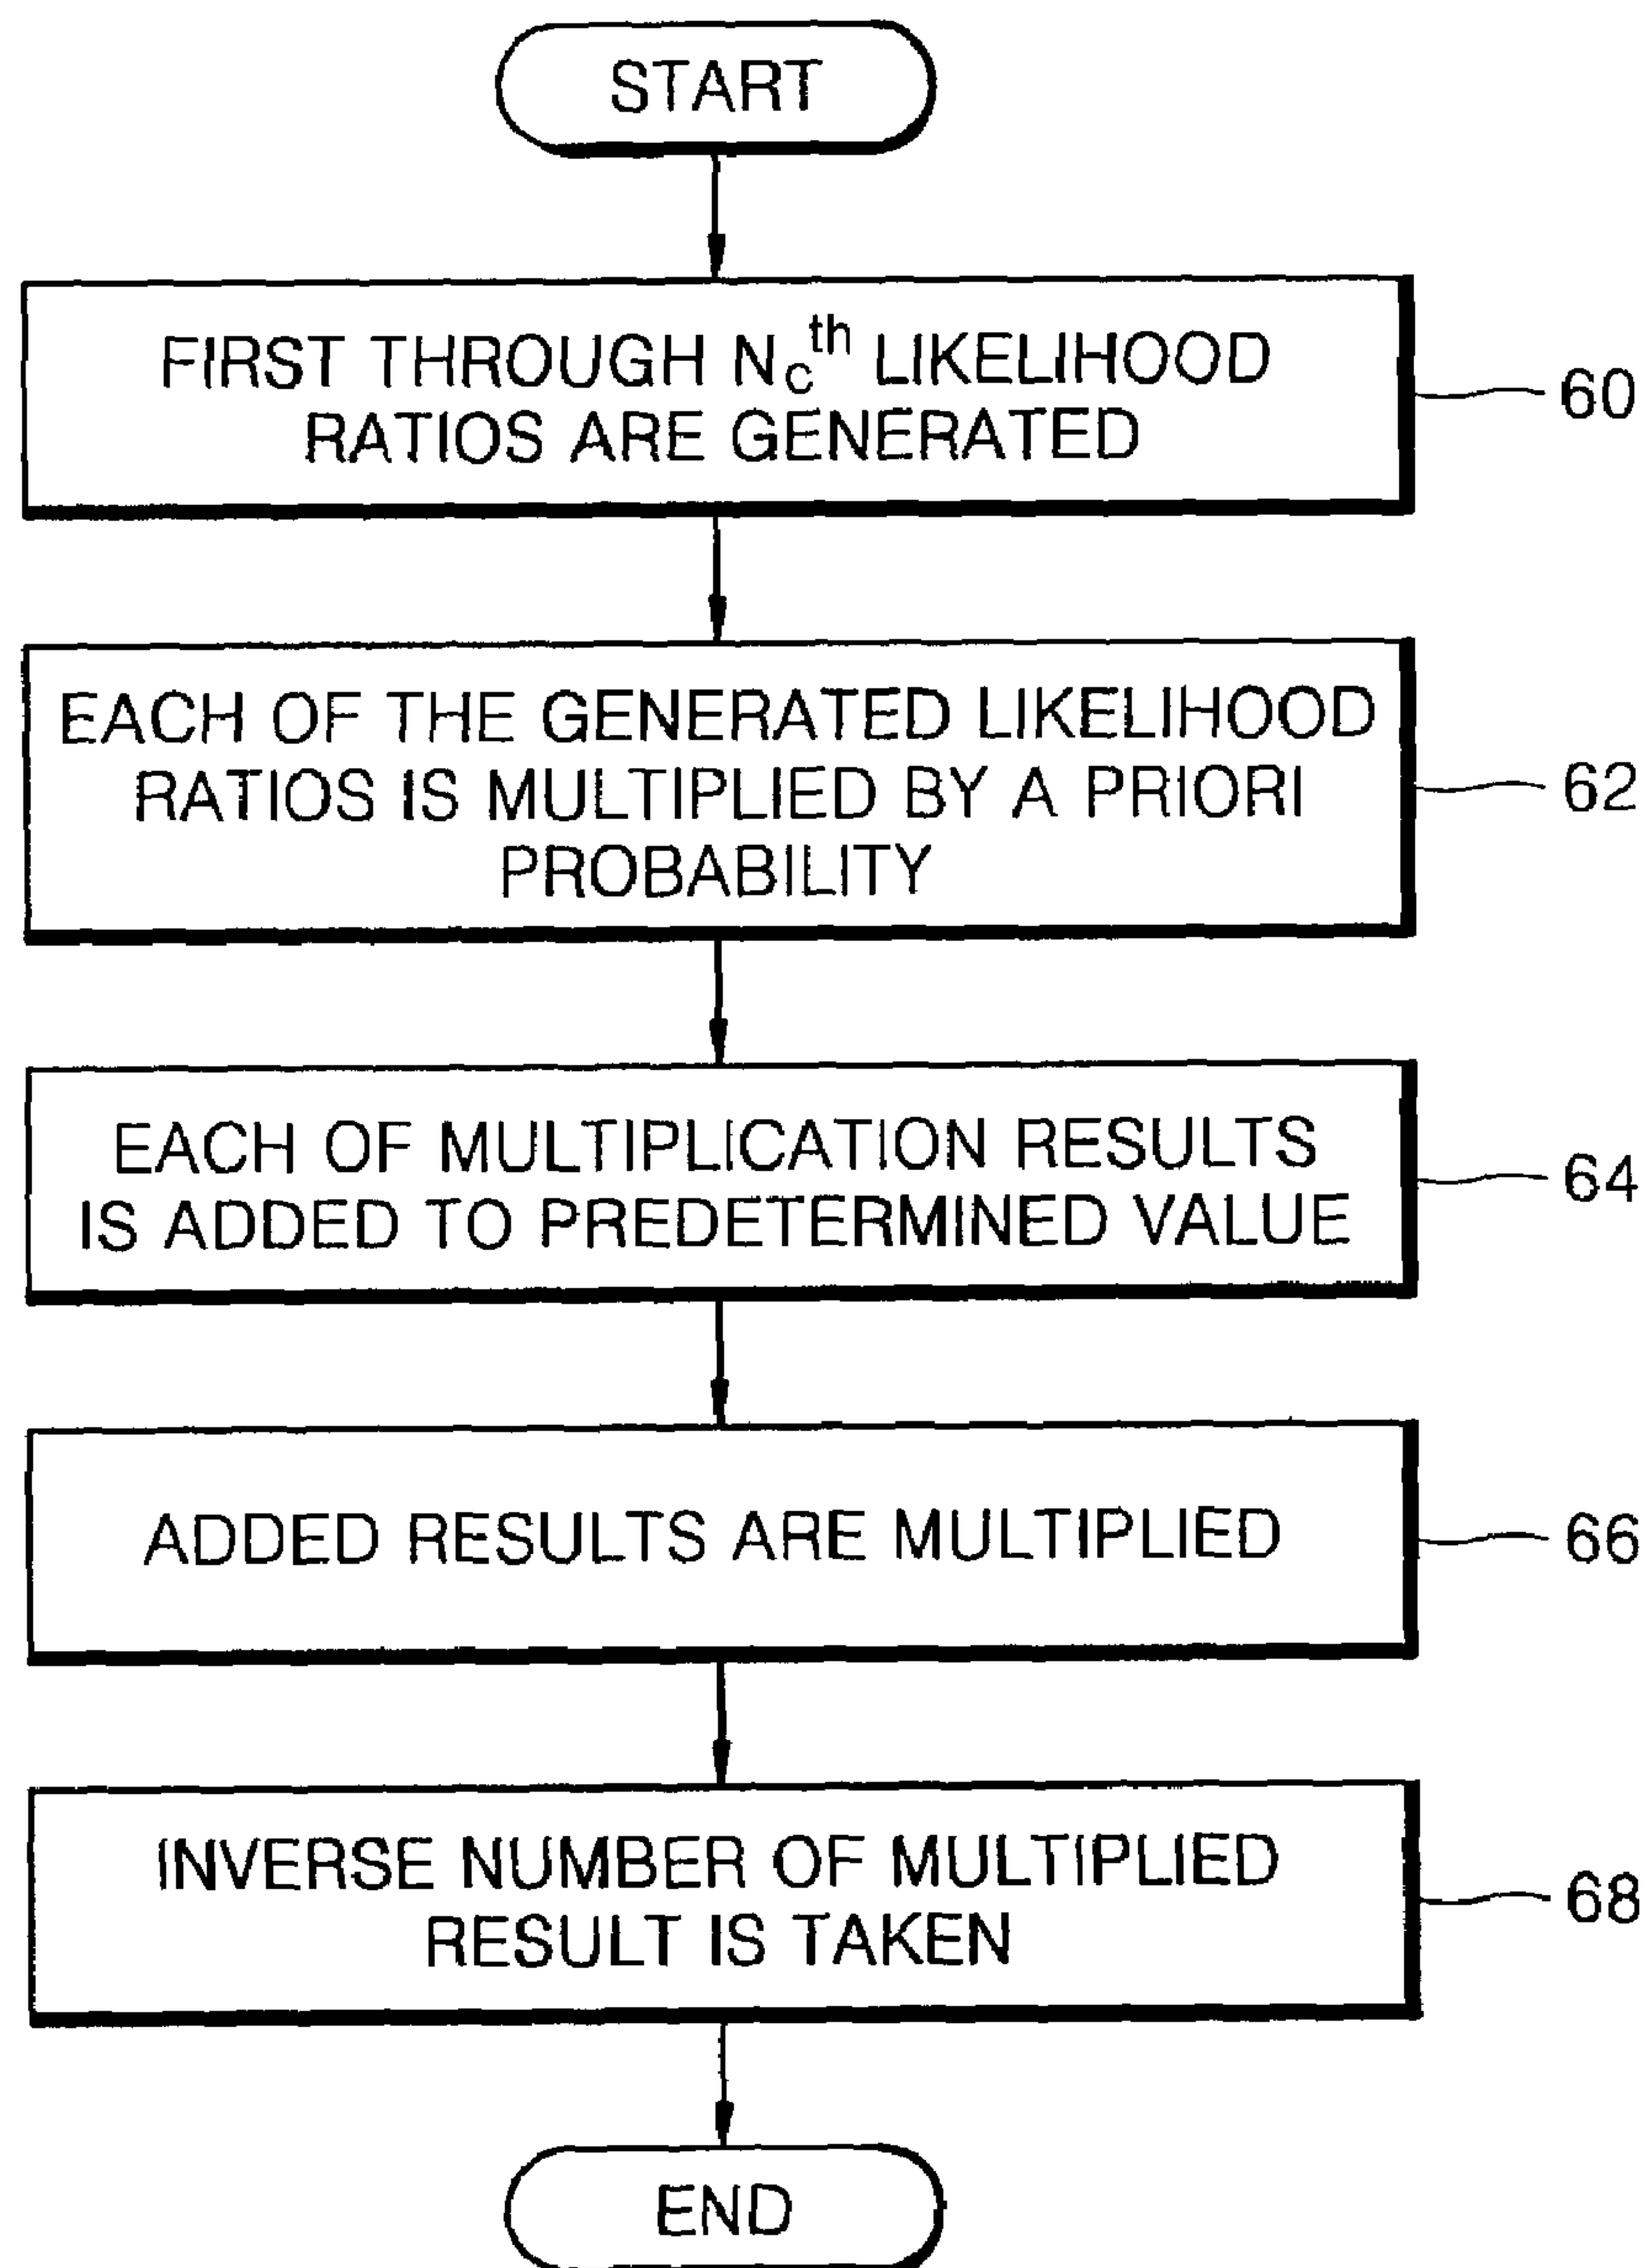 START
FIRST THROUGH Nc th LIKELIHOOD
RATIOS ARE GENERATED
60
EACH OF THE GENERATED LIKELIHOOD
RATIOS IS MULTIPLIED BY A PRIORI
PROBABILITY
62
EACH OF MULTIPLICATION RESULTS
IS ADDED TO PREDETERMINED VALUE
64
ADDED RESULTS ARE MULTIPLIED
66
INVERSE NUMBER OF MULTIPLIED
RESULT IS TAKEN
68
END